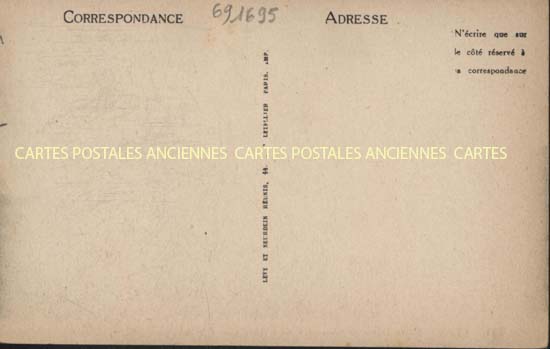 CORRESPONDANCE
691695
ADRESSE
N'écrire que sur
le côté réservé à
la correspondance
CARTES POSTALES ANCIENNES CARTES POSTALES ANCIENNES CARTES
LEVY ET NEURDEIN RÉUNIS, 44. LETELLIER PARIS. IMP.